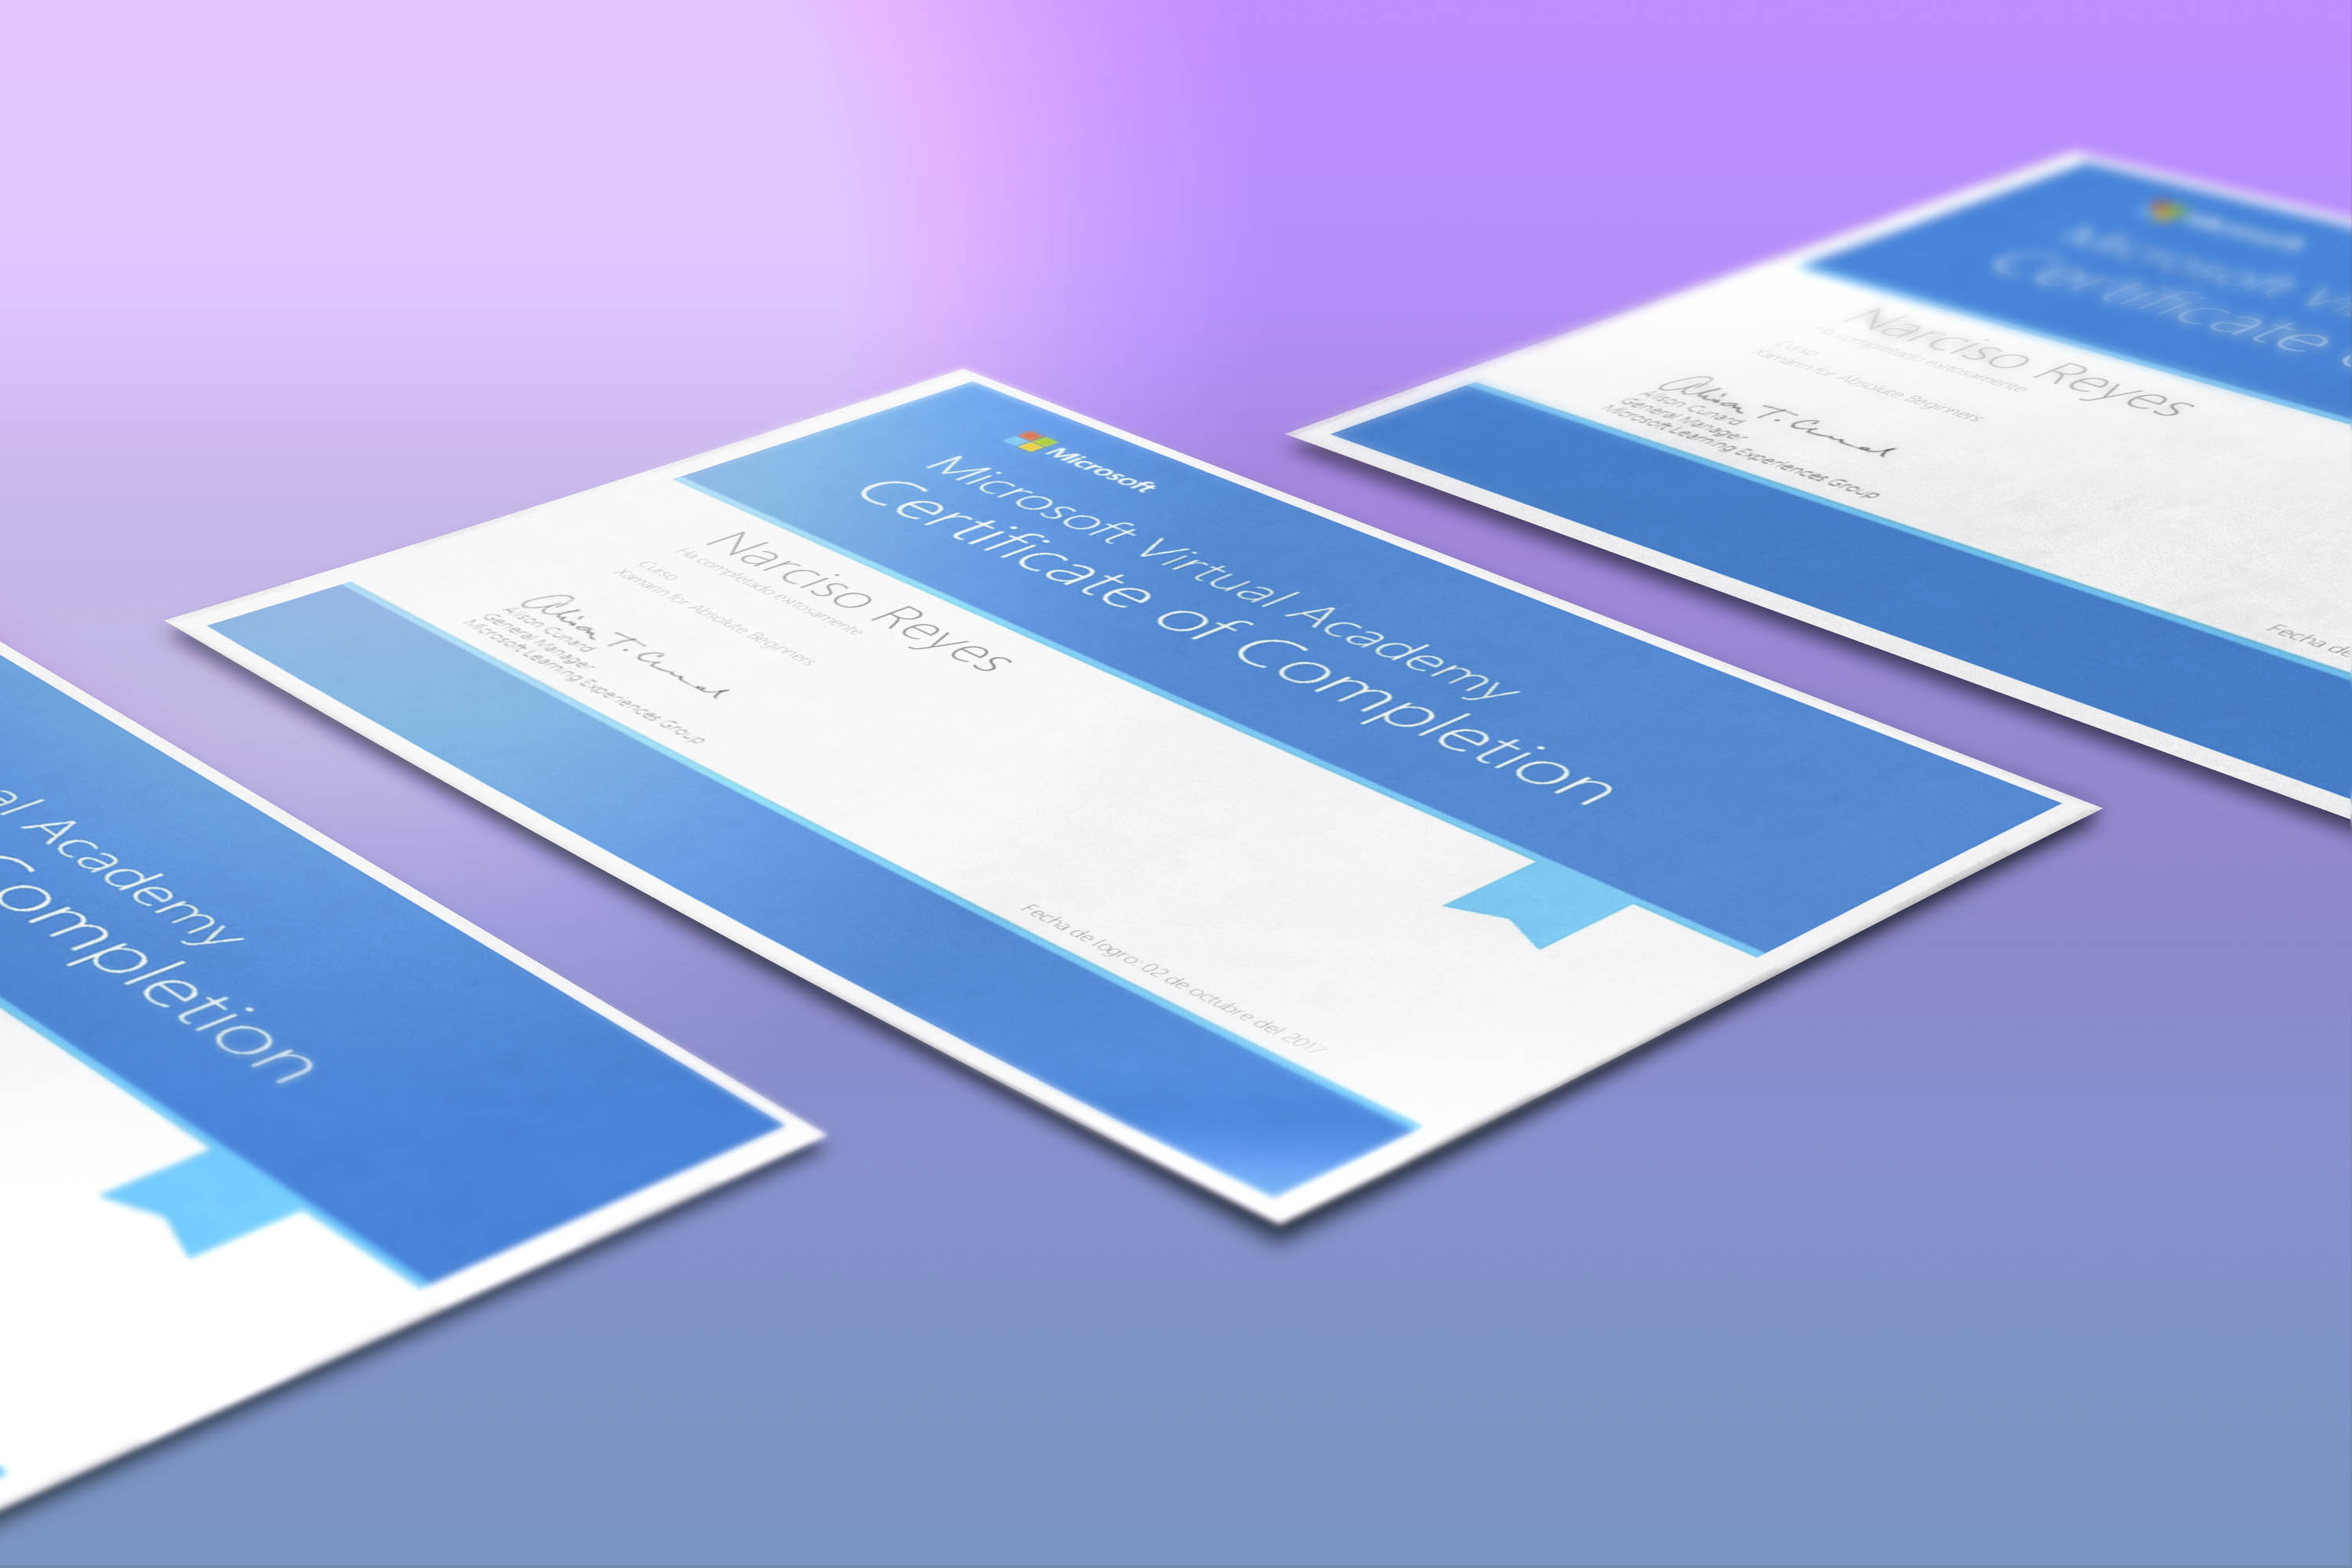 Microsoft
Microsoft Virtual Academy
Certificate of Completion
Narciso Reyes
Ha completado exitosamente
Curso
Xamarin for Absolute Beginners
Alison T. Cunard
Alison Cunard
General Manager
Microsoft Learning Experiences Group
Fecha de logro: 02 de octubre del 2017
al Academy
Completion
Microsoft
Microsoft Vi
Certificate
Narciso Reyes
Ha completado exitosamente
Curso
Xamarin for Absolute Beginners
Alison T. Cunard
Alison Cunard
General Manager
Microsoft Learning Experiences Group
Fecha de